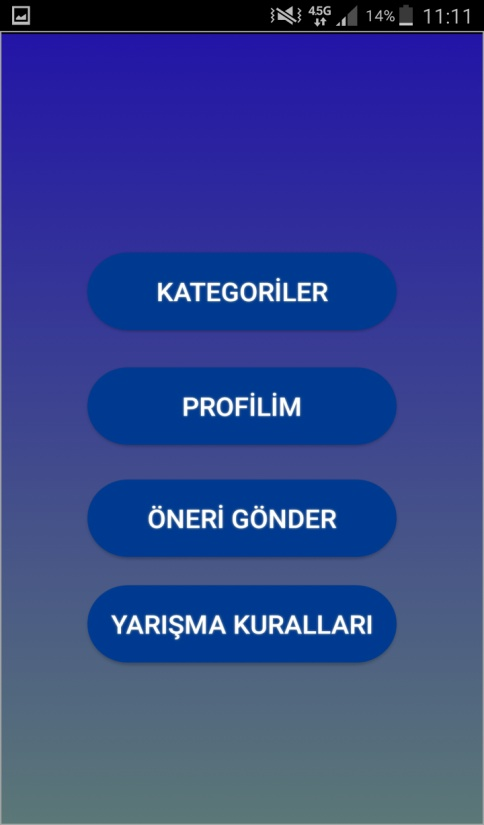 4.5G 14% 11:11
KATEGORİLER
PROFİLİM
ÖNERİ GÖNDER
YARIŞMA KURALLARI